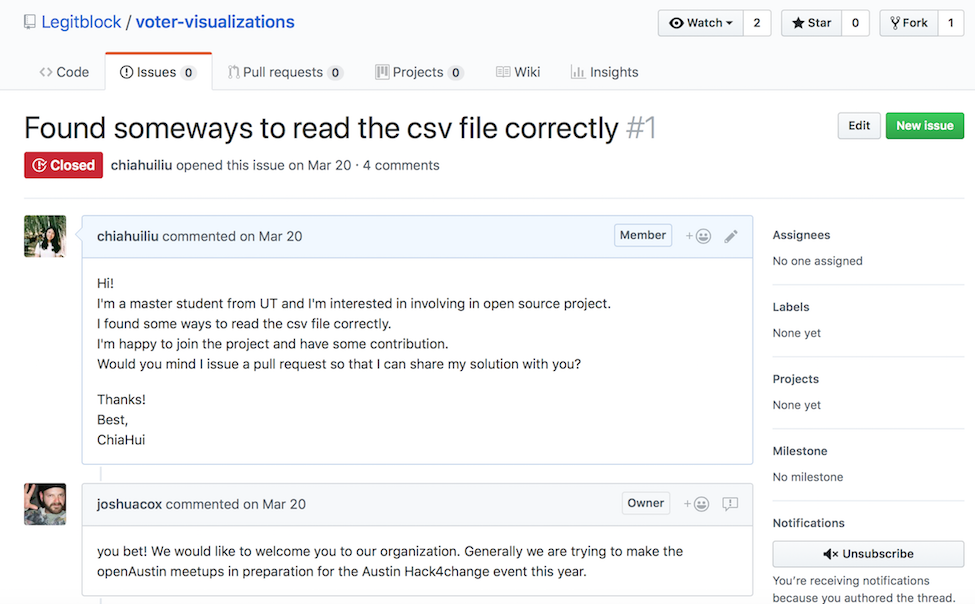 Legitblock / voter-visualizations
Watch 2 Star 0 Fork 1
Code Issues 0 Pull requests 0 Projects 0 Wiki Insights
Found someways to read the csv file correctly #1
Edit New issue
Closed chiahuiliu opened this issue on Mar 20 · 4 comments
chiahuiliu commented on Mar 20
Member
Hi!
I'm a master student from UT and I'm interested in involving in open source project.
I found some ways to read the csv file correctly.
I'm happy to join the project and have some contribution.
Would you mind I issue a pull request so that I can share my solution with you?
Thanks!
Best,
ChiaHui
joshuacox commented on Mar 20
Owner
you bet! We would like to welcome you to our organization. Generally we are trying to make the
openAustin meetups in preparation for the Austin Hack4change event this year.
Assignees
No one assigned
Labels
None yet
Projects
None yet
Milestone
No milestone
Notifications
Unsubscribe
You're receiving notifications
because you authored the thread.